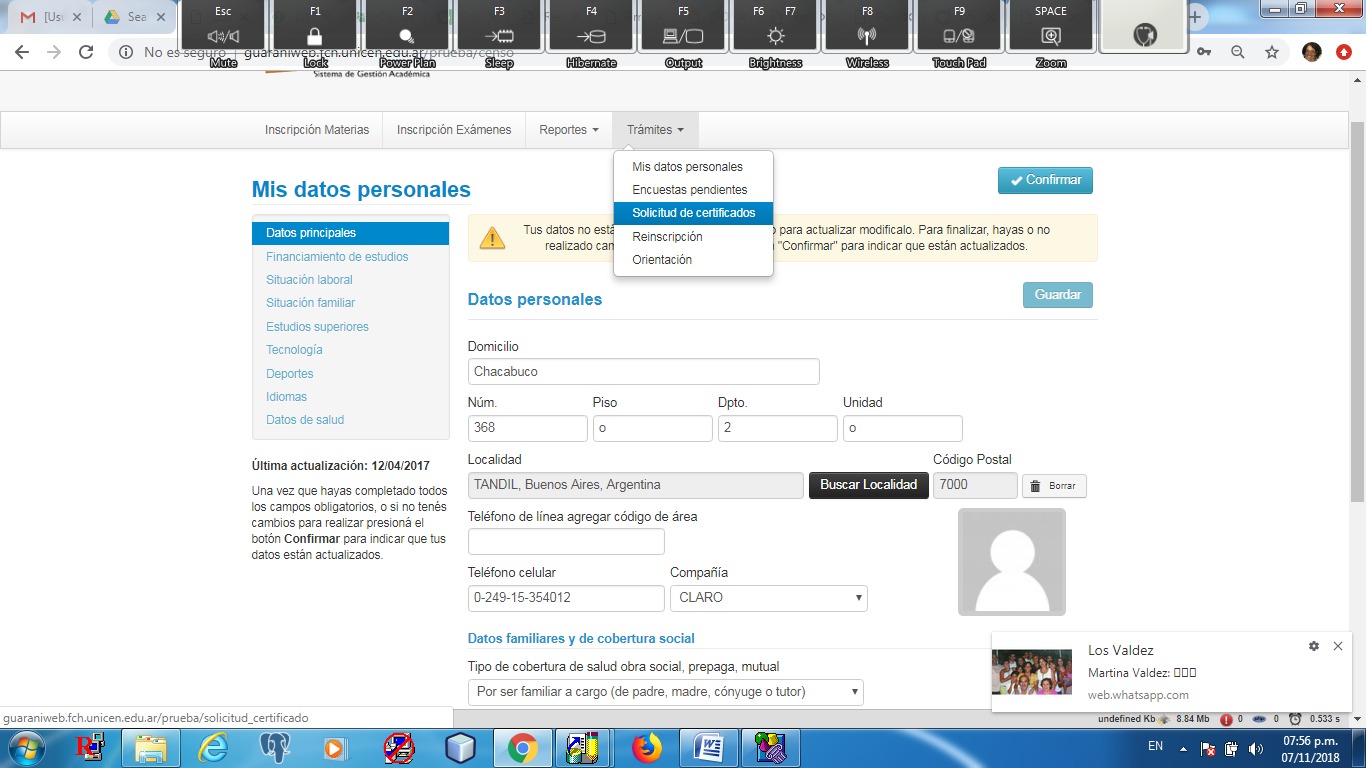 [Usu
Sea
Esc
F1
F2
F3
F4
F5
F6 F7
F8
F9
SPACE
Mute
Lock
Power Plan
Sleep
Hibernate
Output
Brightness
Wireless
Touch Pad
Zoom
No es seguro
guaraniweb.fch.unicen.edu.ar/prueba/censo
Sistema de Gestión Académica
Inscripción Materias
Inscripción Exámenes
Reportes
Trámites
Mis datos personales
Encuestas pendientes
Solicitud de certificados
Reinscripción
Orientación
Mis datos personales
Confirmar
Datos principales
Financiamiento de estudios
Situación laboral
Situación familiar
Estudios superiores
Tecnología
Deportes
Idiomas
Datos de salud
Última actualización: 12/04/2017
Una vez que hayas completado todos
los campos obligatorios, o si no tenés
cambios para realizar presioná el
botón Confirmar para indicar que tus
datos están actualizados.
Tus datos no está o para actualizar modificalo. Para finalizar, hayas o no
realizado cam "Confirmar" para indicar que están actualizados.
Datos personales
Guardar
Domicilio
Chacabuco
Núm. Piso Dpto. Unidad
368 o 2 o
Localidad Código Postal
TANDIL, Buenos Aires, Argentina Buscar Localidad 7000 Borrar
Teléfono de línea agregar código de área
Teléfono celular Compañía
0-249-15-354012 CLARO
Datos familiares y de cobertura social
Tipo de cobertura de salud obra social, prepaga, mutual
Por ser familiar a cargo (de padre, madre, cónyuge o tutor)
Los Valdez
Martina Valdez:
web.whatsapp.com
guaraniweb.fch.unicen.edu.ar/prueba/solicitud_certificado
undefined Kb 8.84 Mb 0 0 0.533 s
EN
07:56 p.m.
07/11/2018